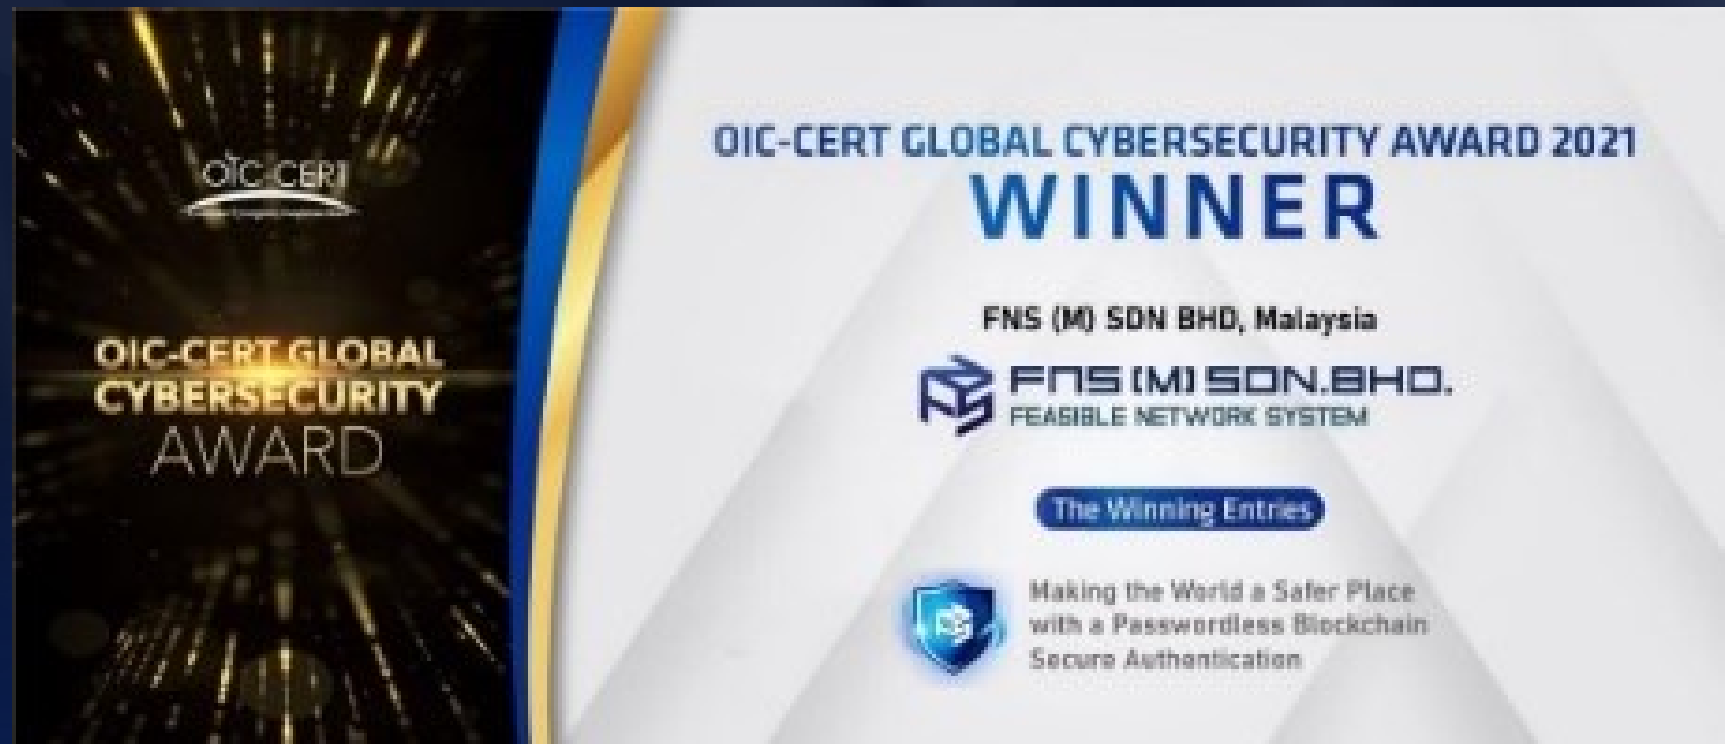 OIC-CERT
OIC-CERT GLOBAL
CYBERSECURITY
AWARD
OIC-CERT GLOBAL CYBERSECURITY AWARD 2021
WINNER
FNS (M) SDN BHD, Malaysia
FNS (M) SDN.BHD.
FEASIBLE NETWORK SYSTEM
The Winning Entries
Making the World a Safer Place
with a Passwordless Blockchain
Secure Authentication